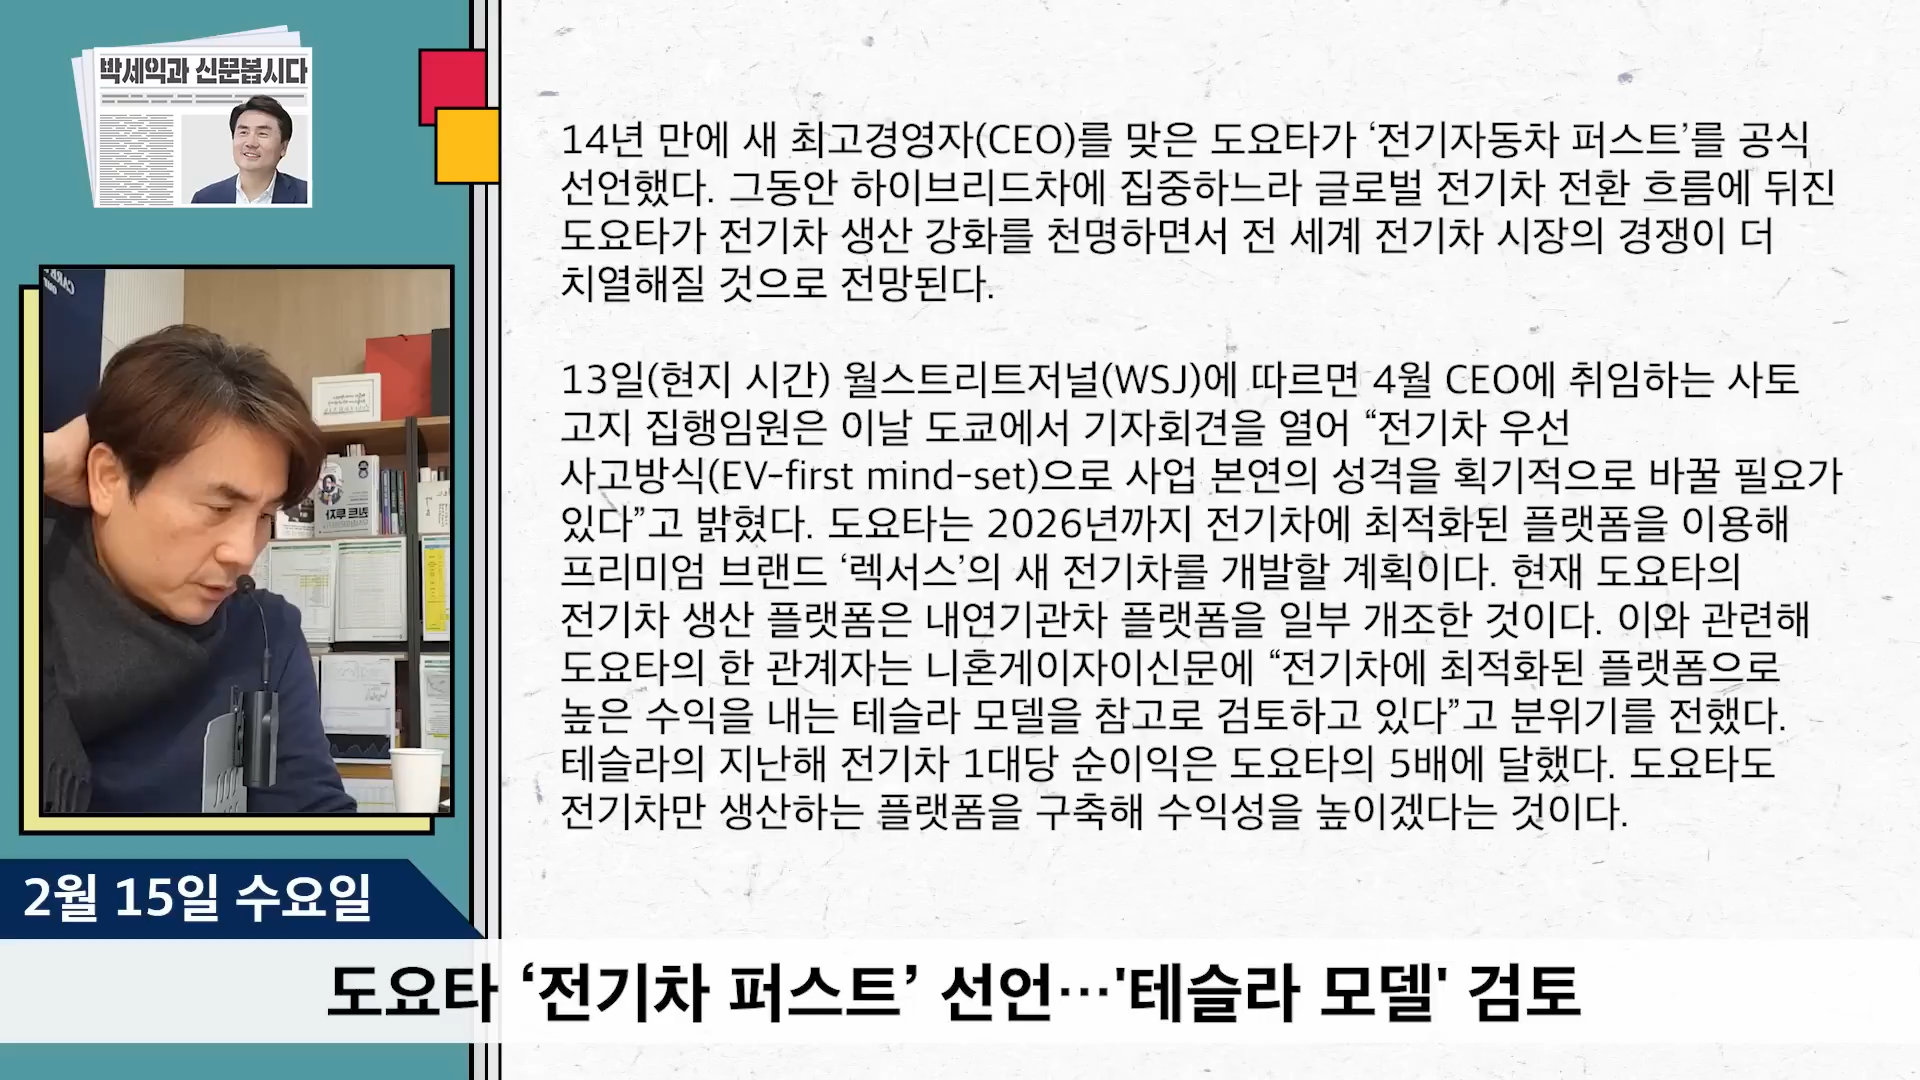 박세익과 신문봅시다
14년 만에 새 최고경영자(CEO)를 맞은 도요타가 ‘전기자동차 퍼스트’를 공식
선언했다. 그동안 하이브리드차에 집중하느라 글로벌 전기차 전환 흐름에 뒤진
도요타가 전기차 생산 강화를 천명하면서 전 세계 전기차 시장의 경쟁이 더
치열해질 것으로 전망된다.
13일(현지 시간) 월스트리트저널(WSJ)에 따르면 4월 CEO에 취임하는 사토
고지 집행임원은 이날 도쿄에서 기자회견을 열어 “전기차 우선
사고방식(EV-first mind-set)으로 사업 본연의 성격을 획기적으로 바꿀 필요가
있다”고 밝혔다. 도요타는 2026년까지 전기차에 최적화된 플랫폼을 이용해
프리미엄 브랜드 ‘렉서스’의 새 전기차를 개발할 계획이다. 현재 도요타의
전기차 생산 플랫폼은 내연기관차 플랫폼을 일부 개조한 것이다. 이와 관련해
도요타의 한 관계자는 니혼게이자이신문에 “전기차에 최적화된 플랫폼으로
높은 수익을 내는 테슬라 모델을 참고로 검토하고 있다”고 분위기를 전했다.
테슬라의 지난해 전기차 1대당 순이익은 도요타의 5배에 달했다. 도요타도
전기차만 생산하는 플랫폼을 구축해 수익성을 높이겠다는 것이다.
2월 15일 수요일
도요타 ‘전기차 퍼스트’ 선언…'테슬라 모델' 검토